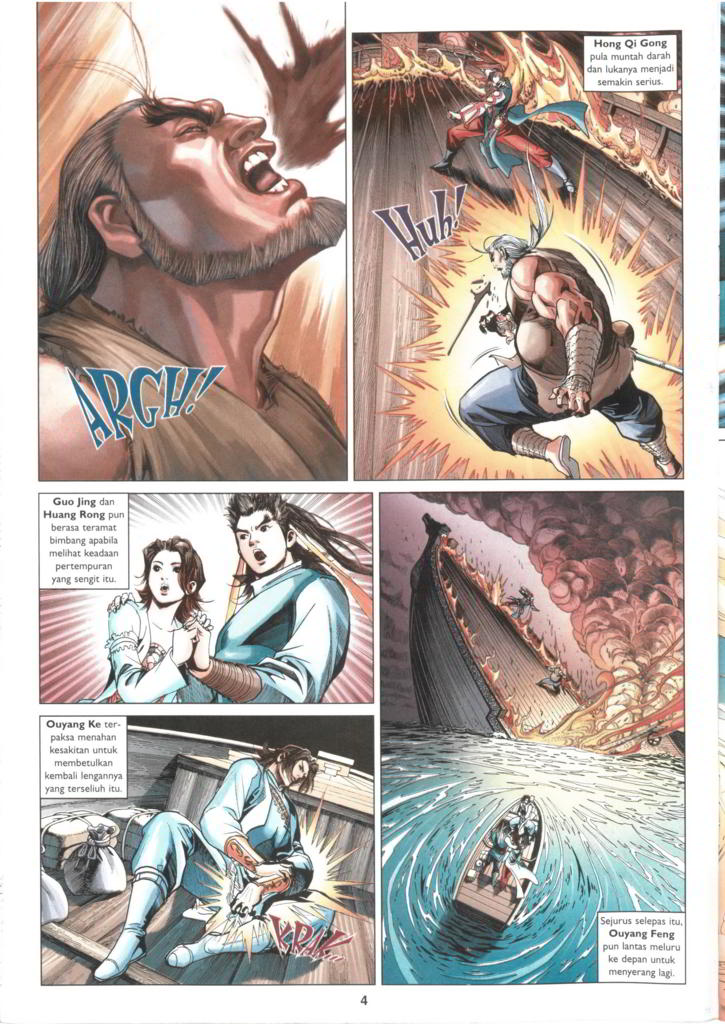 ARGH!
Hong Qi Gong
pula muntah darah
dan lukanya menjadi
semakin serius.
Huh!
Guo Jing dan
Huang Rong pun
berasa teramat
bimbang apabila
melihat keadaan
pertempuran
yang sengit itu.
Ouyang Ke ter-
paksa menahan
kesakitan untuk
membetulkan
kembali lengannya
yang terseliuh itu.
KRAK...
Sejurus selepas itu,
Ouyang Feng
pun lantas meluru
ke depan untuk
menyerang lagi.
4